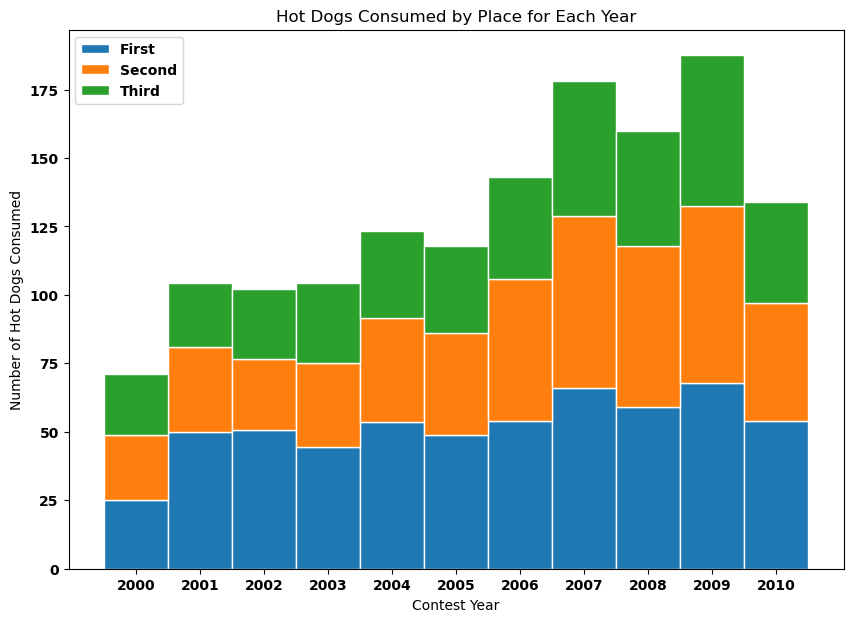 Hot Dogs Consumed by Place for Each Year
First
Second
Third
Number of Hot Dogs Consumed
175
150
125
100
75
50
25
0
2000 2001 2002 2003 2004 2005 2006 2007 2008 2009 2010
Contest Year